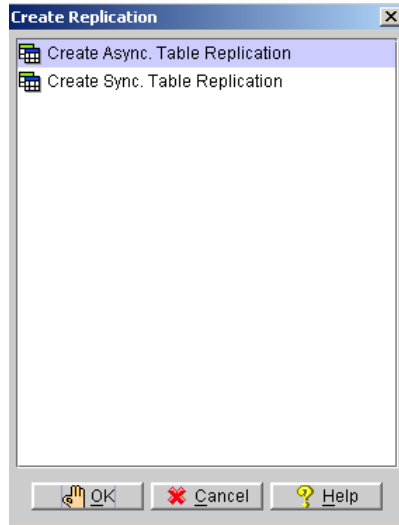 Create Replication
Create Async. Table Replication
Create Sync. Table Replication
OK Cancel Help